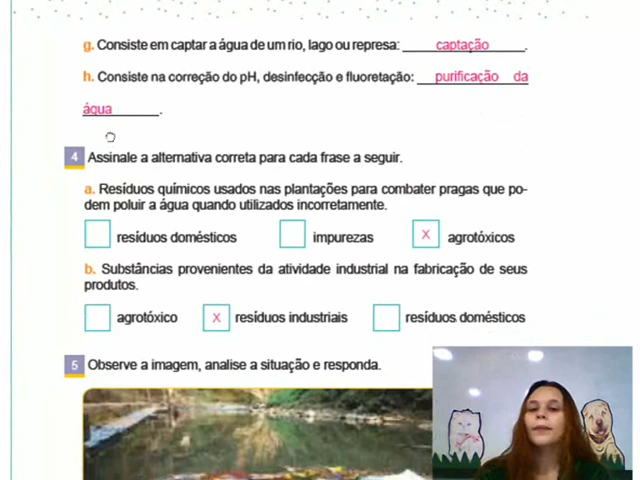 g. Consiste em captar a água de um rio, lago ou represa: captação.
h. Consiste na correção do pH, desinfecção e fluoretação: purificação da
água.
4 Assinale a alternativa correta para cada frase a seguir.
a. Resíduos químicos usados nas plantações para combater pragas que po-
dem poluir a água quando utilizados incorretamente.
resíduos domésticos impurezas x agrotóxicos
b. Substâncias provenientes da atividade industrial na fabricação de seus
produtos.
agrotóxico x resíduos industriais resíduos domésticos
5 Observe a imagem, analise a situação e responda.